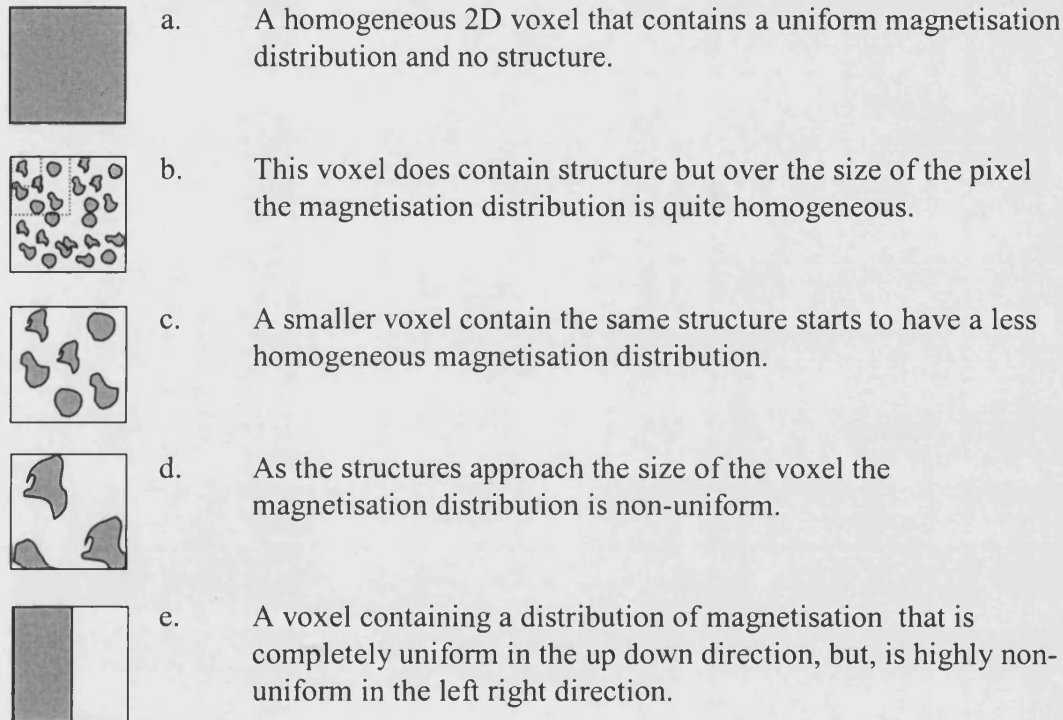 a. A homogeneous 2D voxel that contains a uniform magnetisation
distribution and no structure.
b. This voxel does contain structure but over the size of the pixel
the magnetisation distribution is quite homogeneous.
c. A smaller voxel contain the same structure starts to have a less
homogeneous magnetisation distribution.
d. As the structures approach the size of the voxel the
magnetisation distribution is non-uniform.
e. A voxel containing a distribution of magnetisation that is
completely uniform in the up down direction, but, is highly non-
uniform in the left right direction.